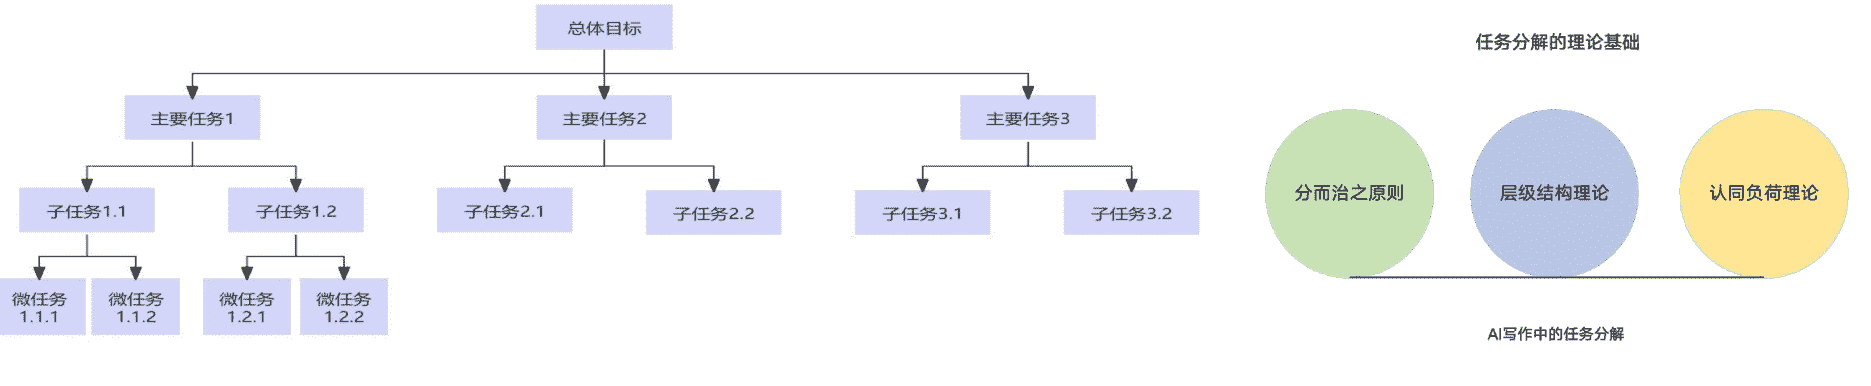 总体目标
主要任务1
主要任务2
主要任务3
子任务1.1
子任务1.2
子任务2.1
子任务2.2
子任务3.1
子任务3.2
微任务
1.1.1
微任务
1.1.2
微任务
1.2.1
微任务
1.2.2
任务分解的理论基础
分而治之原则
层级结构理论
认同负荷理论
AI写作中的任务分解